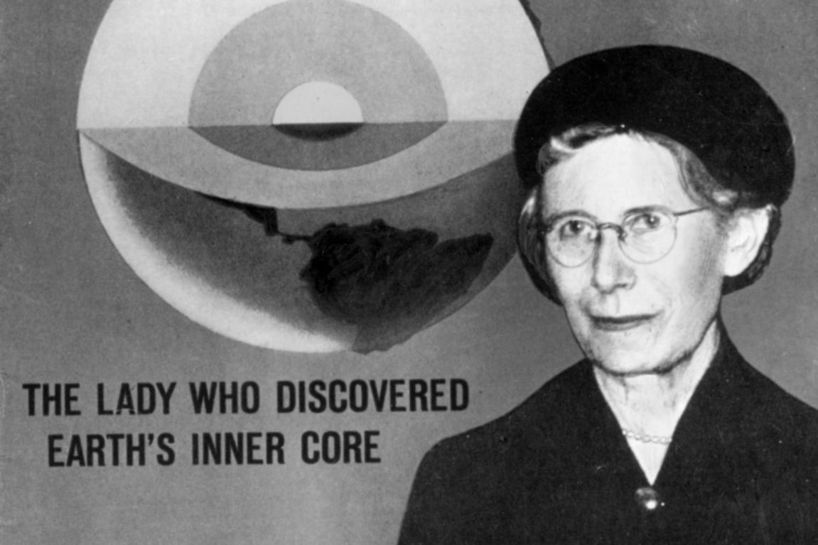 THE LADY WHO DISCOVERED
EARTH'S INNER CORE